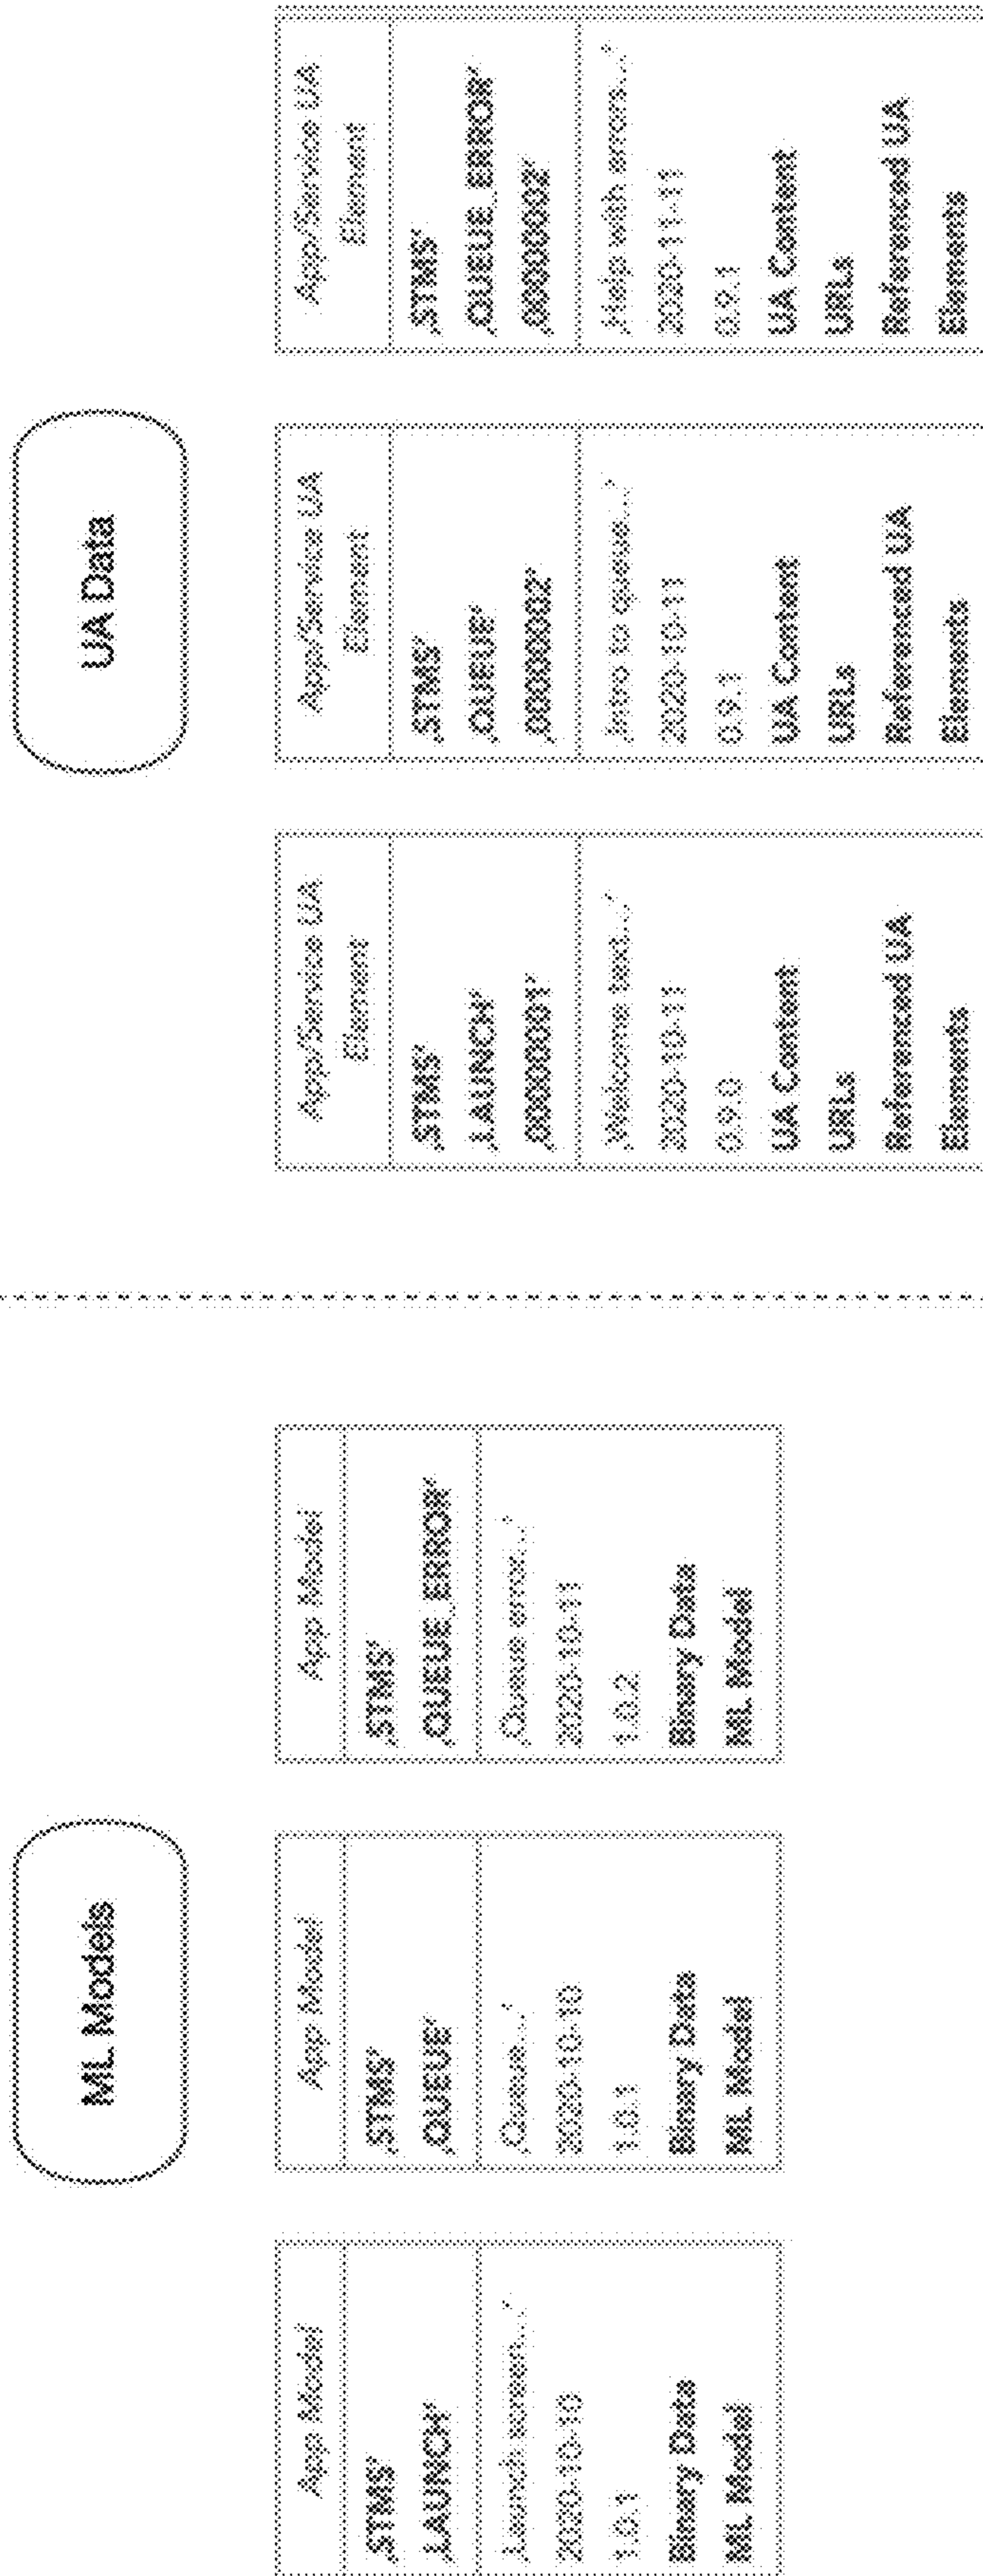 ML Models
App Model
'STMS'
'LAUNCH'
'Launch screen...'
2020-10-10
1.0.1
Binary Data
ML Model
App Model
'STMS'
'QUEUE'
'Queue...'
2020-10-10
1.0.1
Binary Data
ML Model
App Model
'STMS'
'QUEUE_ERROR'
'Queue error...'
2020-10-11
1.0.2
Binary Data
ML Model
UA Data
App/Service UA
Element
'STMS'
'LAUNCH'
'00000001'
'Welcome text...'
2020-10-11
0.9.0
UA Content
URLs
Referenced UA
Elements
App/Service UA
Element
'STMS'
'QUEUE'
'00000002'
'Intro to queue...'
2020-10-11
0.9.1
UA Content
URLs
Referenced UA
Elements
App/Service UA
Element
'STMS'
'QUEUE_ERROR'
'00000002'
'Help with errors...'
2020-11-11
0.9.1
UA Content
URLs
Referenced UA
Elements